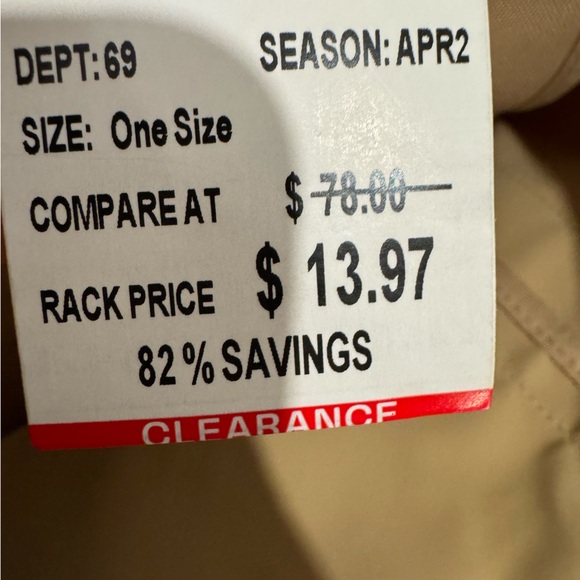 DEPT: 69 SEASON: APR2
SIZE: One Size
COMPARE AT $ 78.00
RACK PRICE $ 13.97
82% SAVINGS
CLEARANCE